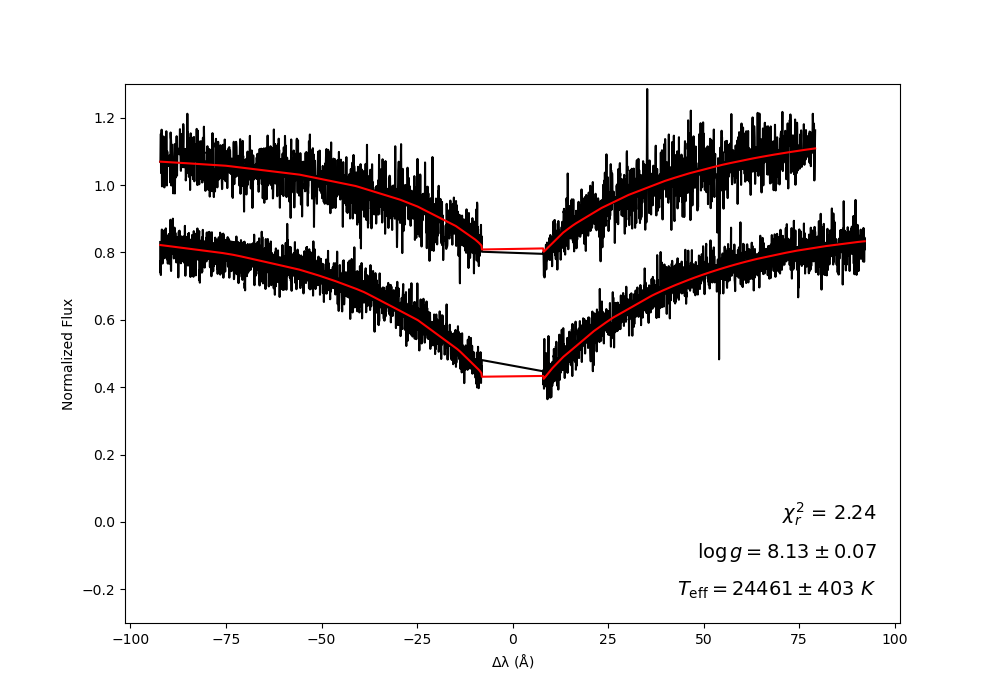 1.2
1.0
0.8
0.6
0.4
0.2
0.0
−0.2
Normalized Flux
χ²ᵣ = 2.24
log g = 8.13 ± 0.07
T_eff = 24461 ± 403 K
−100 −75 −50 −25 0 25 50 75 100
Δλ (Å)